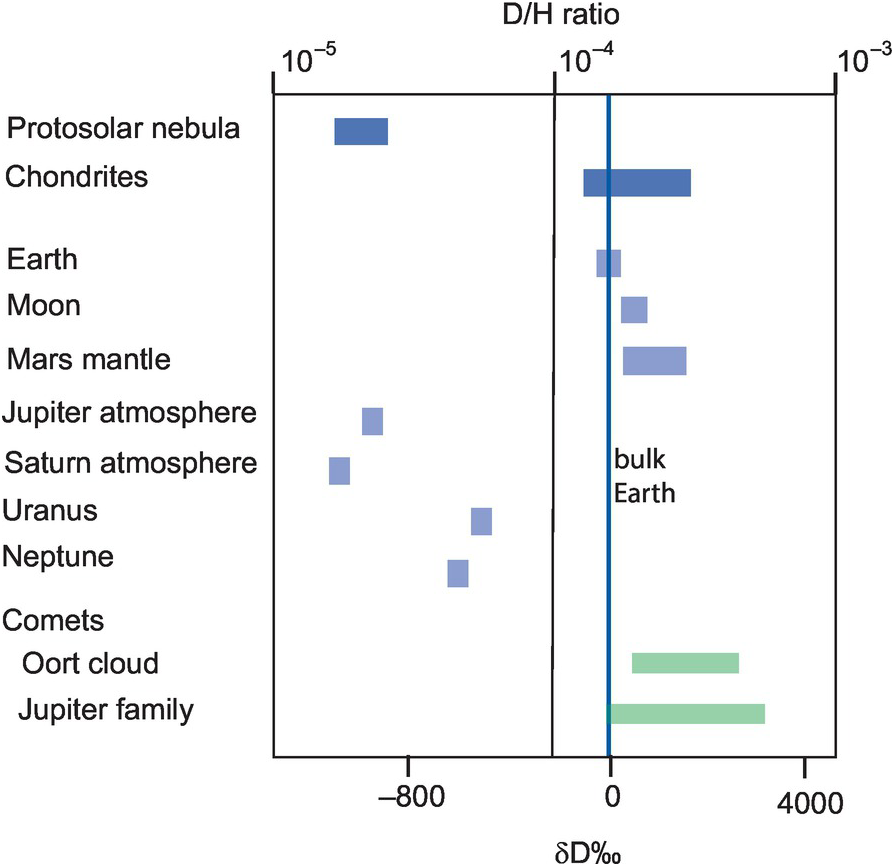 D/H ratio
10⁻⁵ 10⁻⁴ 10⁻³
Protosolar nebula
Chondrites
Earth
Moon
Mars mantle
Jupiter atmosphere
Saturn atmosphere
bulk
Earth
Uranus
Neptune
Comets
Oort cloud
Jupiter family
–800 0 4000
δD‰